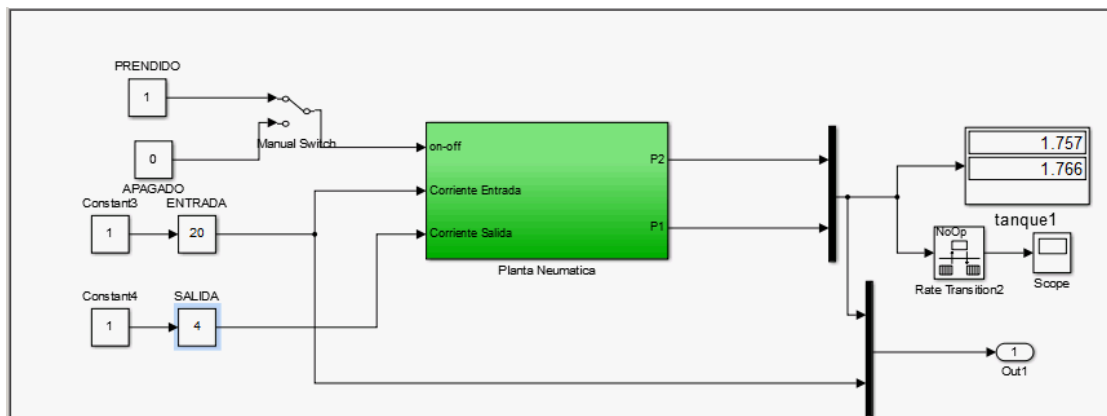 PRENDIDO
1
Manual Switch
0
APAGADO
Constant3
1
ENTRADA
20
Constant4
1
SALIDA
4
on-off
Corriente Entrada
Corriente Salida
P2
P1
Planta Neumatica
1.757
1.766
tanque1
NoOp
Rate Transition2
Scope
1
Out1